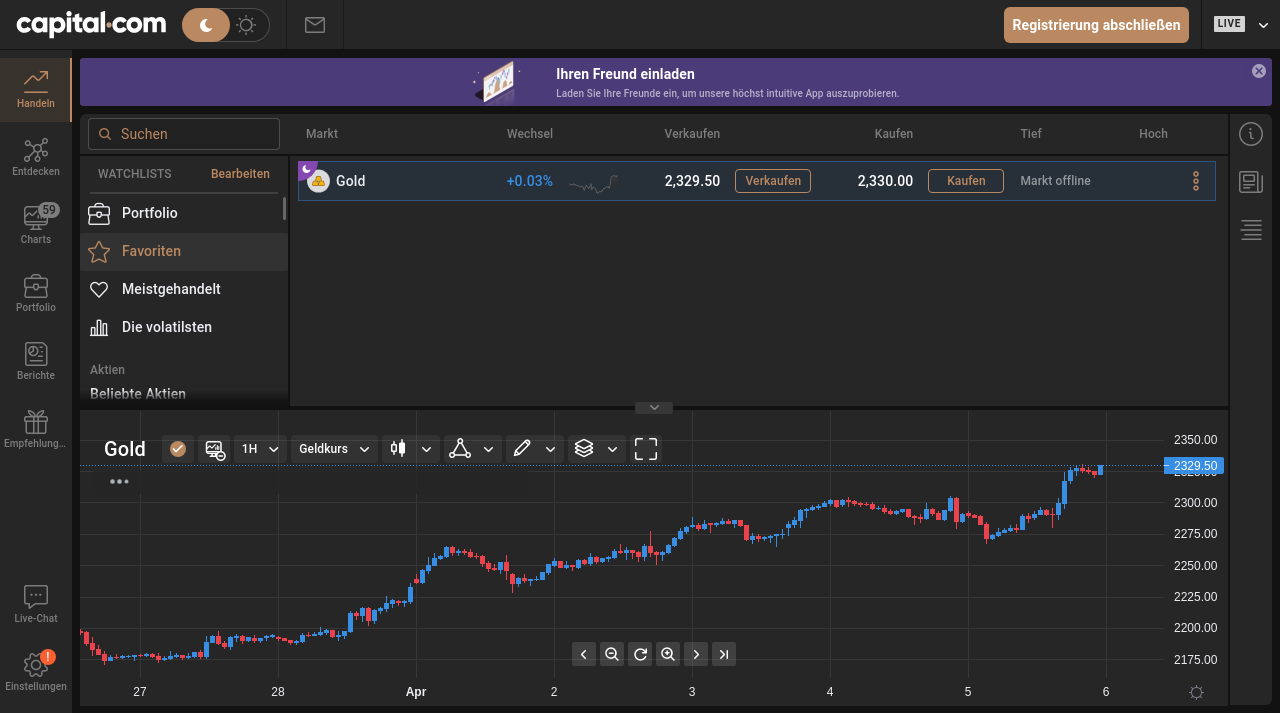 capital.com
Registrierung abschließen
LIVE
Handeln
Entdecken
59
Charts
Portfolio
Berichte
Empfehlung...
Live-Chat
!
Einstellungen
Ihren Freund einladen
Laden Sie Ihre Freunde ein, um unsere höchst intuitive App auszuprobieren.
Suchen
WATCHLISTS Bearbeiten
Portfolio
Favoriten
Meistgehandelt
Die volatilsten
Aktien
Beliebte Aktien
Markt Wechsel Verkaufen Kaufen Tief Hoch
Gold +0.03% 2,329.50 Verkaufen 2,330.00 Kaufen Markt offline
Gold 1H Geldkurs
2350.00
2329.50
2300.00
2275.00
2250.00
2225.00
2200.00
2175.00
27 28 Apr 2 3 4 5 6